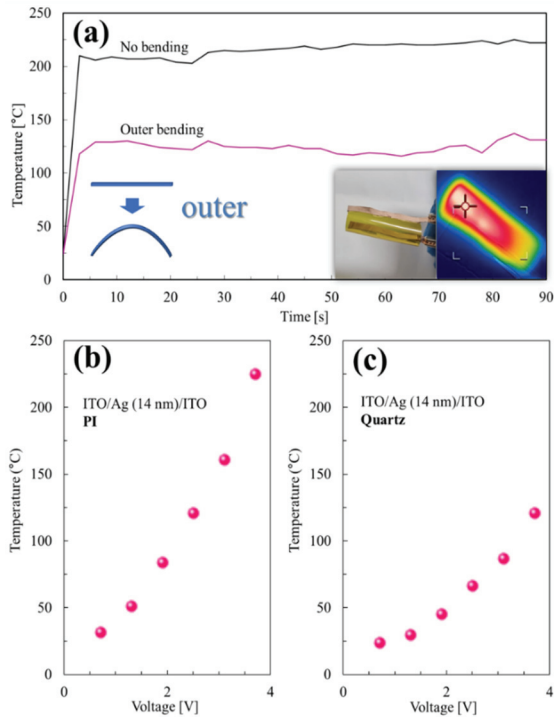 (a)
250
200
150
100
50
0
Temperature [°C]
No bending
Outer bending
outer
0 10 20 30 40 50 60 70 80 90
Time [s]
(b)
250
200
150
100
50
0
Temperature (°C)
ITO/Ag (14 nm)/ITO
PI
0 2 4
Voltage [V]
(c)
250
200
150
100
50
0
Temperature (°C)
ITO/Ag (14 nm)/ITO
Quartz
0 2 4
Voltage [V]